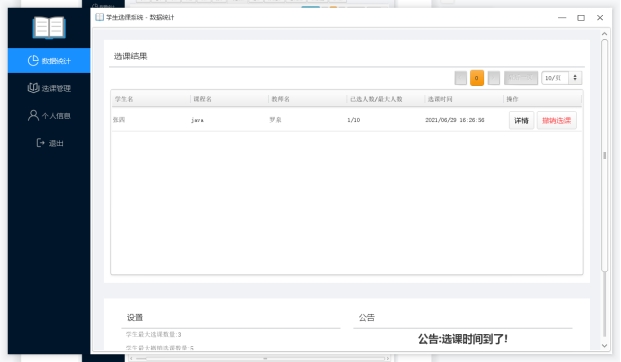 学生选课系统 - 数据统计
数据统计
选课管理
个人信息
退出
选课结果
0
10/页
学生名 课程名 教师名 已选人数/最大人数 选课时间 操作
张四 java 罗最 1/10 2021/06/29 16:26:56 详情 撤销选课
设置
学生最大选课数量:3
学生最大撤销选课数量:5
公告
公告:选课时间到了!